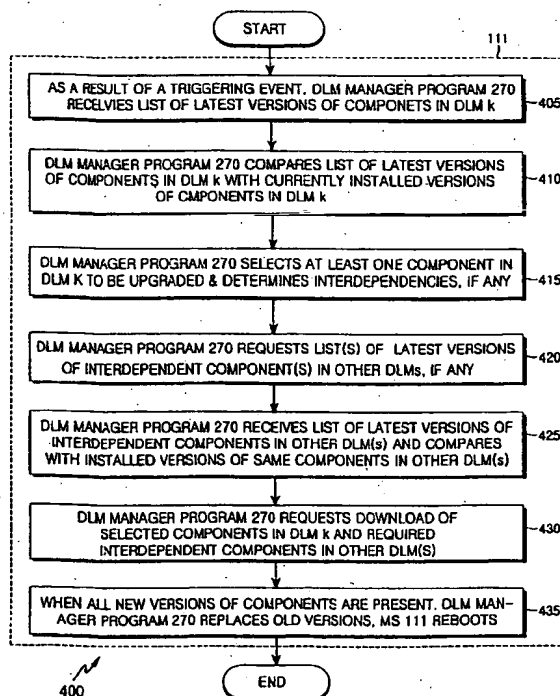 START
111
AS A RESULT OF A TRIGGERING EVENT, DLM MANAGER PROGRAM 270
RECELVIES LIST OF LATEST VERSIONS OF COMPONETS IN DLM k
405
DLM MANAGER PROGRAM 270 COMPARES LIST OF LATEST VERSIONS
OF COMPONENTS IN DLM k WITH CURRENTLY INSTALLED VERSIONS
OF CMPONENTS IN DLM k
410
DLM MANAGER PROGRAM 270 SELECTS AT LEAST ONE COMPONENT IN
DLM K TO BE UPGRADED & DETERMINES INTERDEPENDENCIES, IF ANY
415
DLM MANAGER PROGRAM 270 REQUESTS LIST(S) OF LATEST VERSIONS
OF INTERDEPENDENT COMPONENT(S) IN OTHER DLMs, IF ANY
420
DLM MANAGER PROGRAM 270 RECEIVES LIST OF LATEST VERSIONS OF
INTERDEPENDENT COMPONENTS IN OTHER DLM(s) AND COMPARES
WITH INSTALLED VERSIONS OF SAME COMPONENTS IN OTHER DLM(s)
425
DLM MANAGER PROGRAM 270 REQUESTS DOWNLOAD OF
SELECTED COMPONENTS IN DLM k AND REQUIRED
INTERDEPENDENT COMPONENTS IN OTHER DLM(S)
430
WHEN ALL NEW VERSIONS OF COMPONENTS ARE PRESENT. DLM MAN-
AGER PROGRAM 270 REPLACES OLD VERSIONS, MS 111 REBOOTS
435
400
END